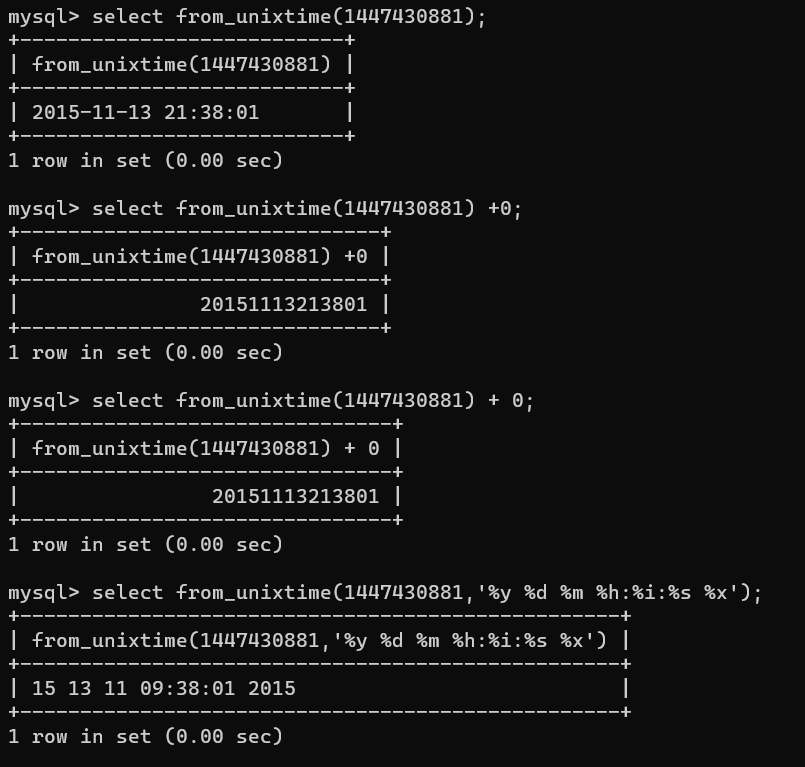 mysql> select from_unixtime(1447430881);
+---------------------------+
| from_unixtime(1447430881) |
+---------------------------+
| 2015-11-13 21:38:01       |
+---------------------------+
1 row in set (0.00 sec)

mysql> select from_unixtime(1447430881) +0;
+------------------------------+
| from_unixtime(1447430881) +0 |
+------------------------------+
|               20151113213801 |
+------------------------------+
1 row in set (0.00 sec)

mysql> select from_unixtime(1447430881) + 0;
+-------------------------------+
| from_unixtime(1447430881) + 0 |
+-------------------------------+
|                20151113213801 |
+-------------------------------+
1 row in set (0.00 sec)

mysql> select from_unixtime(1447430881,'%y %d %m %h:%i:%s %x');
+--------------------------------------------------+
| from_unixtime(1447430881,'%y %d %m %h:%i:%s %x') |
+--------------------------------------------------+
| 15 13 11 09:38:01 2015                           |
+--------------------------------------------------+
1 row in set (0.00 sec)